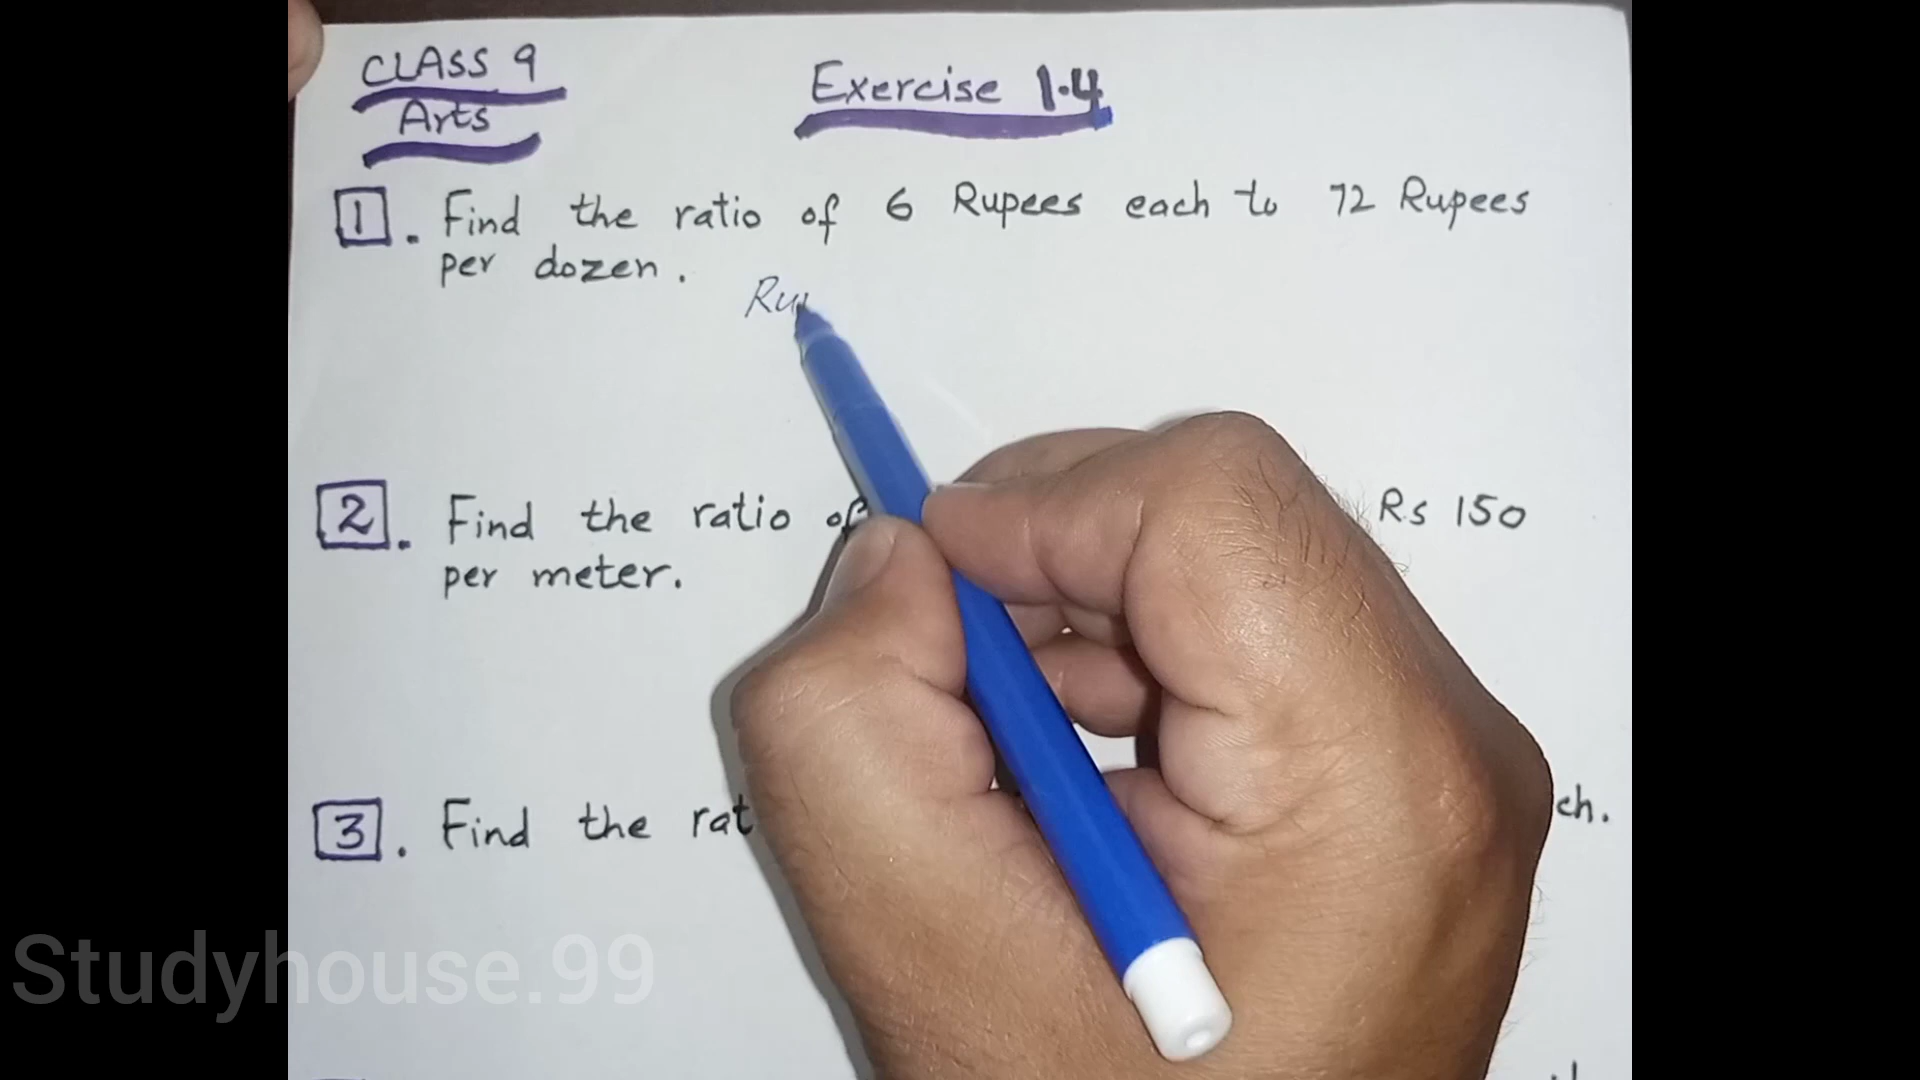 CLASS 9
Arts
Exercise 1.4
1. Find the ratio of 6 Rupees each to 72 Rupees
per dozen.
Ru
2. Find the ratio of Rs 150
per meter.
3. Find the rat ch.
Studyhouse.99